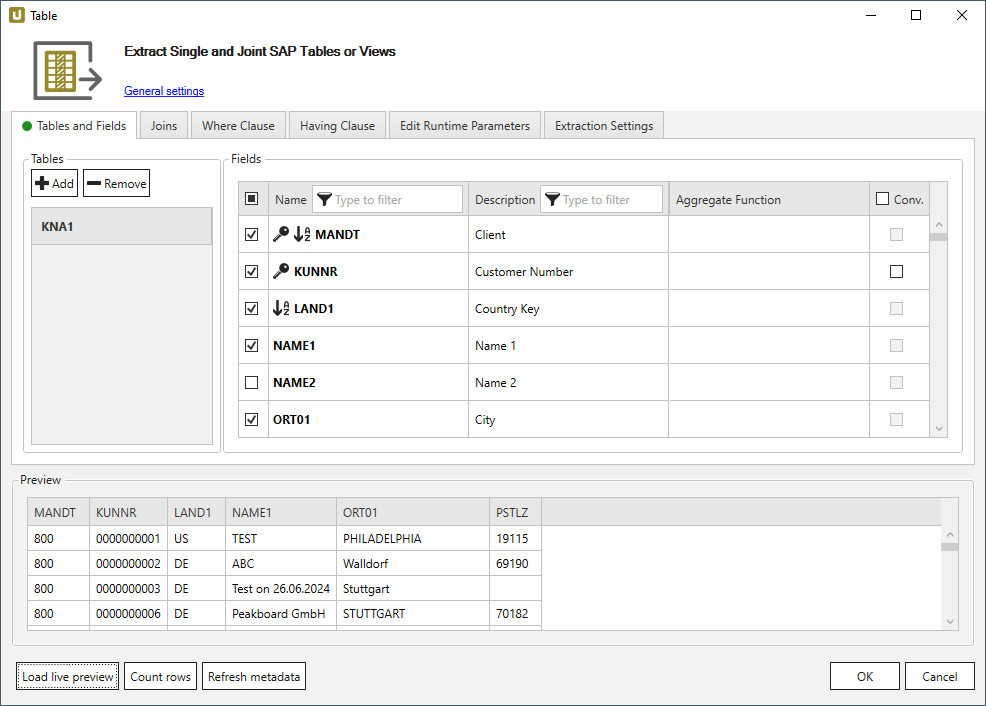 Table
Extract Single and Joint SAP Tables or Views
General settings
Tables and Fields Joins Where Clause Having Clause Edit Runtime Parameters Extraction Settings
Tables
Add Remove
KNA1
Fields
Name Type to filter Description Type to filter Aggregate Function Conv.
MANDT Client
KUNNR Customer Number
LAND1 Country Key
NAME1 Name 1
NAME2 Name 2
ORT01 City
Preview
MANDT KUNNR LAND1 NAME1 ORT01 PSTLZ
800 0000000001 US TEST PHILADELPHIA 19115
800 0000000002 DE ABC Walldorf 69190
800 0000000003 DE Test on 26.06.2024 Stuttgart
800 0000000006 DE Peakboard GmbH STUTTGART 70182
Load live preview Count rows Refresh metadata OK Cancel